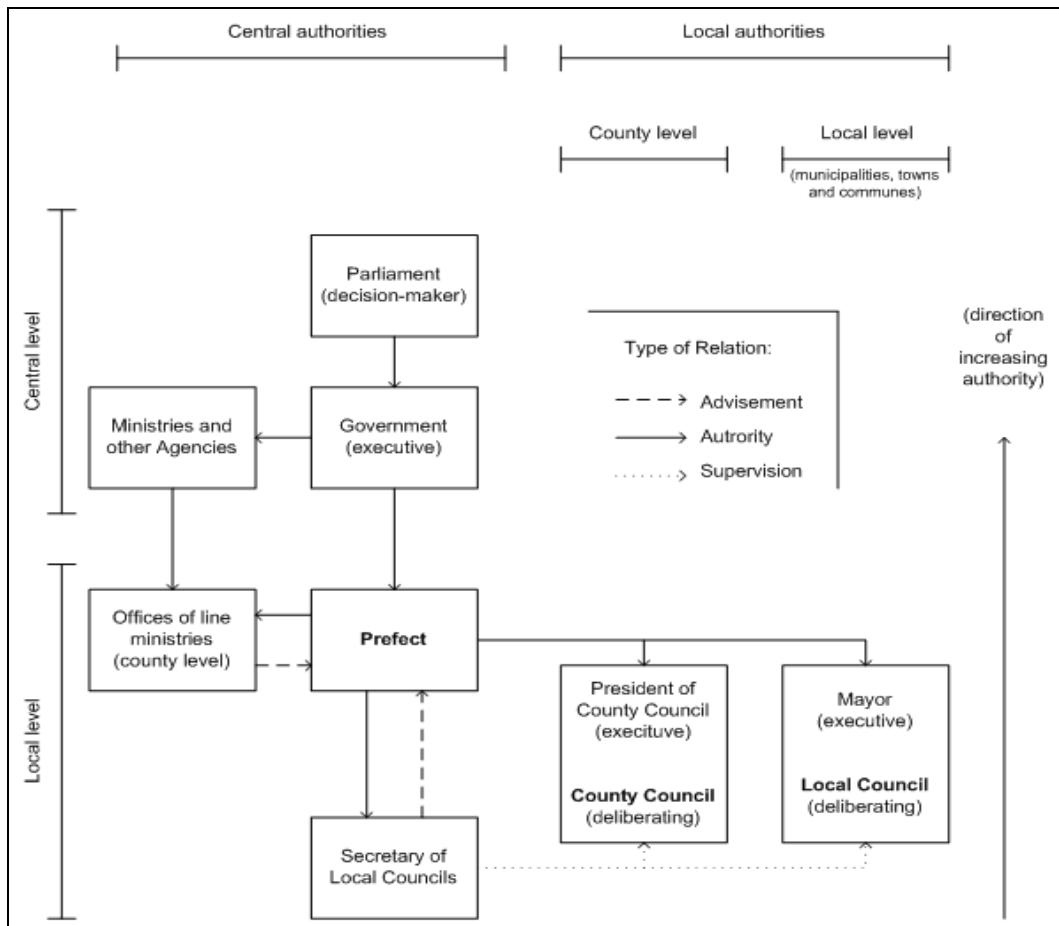 Central authorities
Local authorities
County level
Local level
(municipalities, towns
and communes)
Central level
Parliament
(decision-maker)
(direction
of
increasing
authority)
Type of Relation:
Advisement
Autrority
Supervision
Ministries and
other Agencies
Government
(executive)
Local level
Offices of line
ministries
(county level)
Prefect
President of
County Council
(execituve)
County Council
(deliberating)
Mayor
(executive)
Local Council
(deliberating)
Secretary of
Local Councils